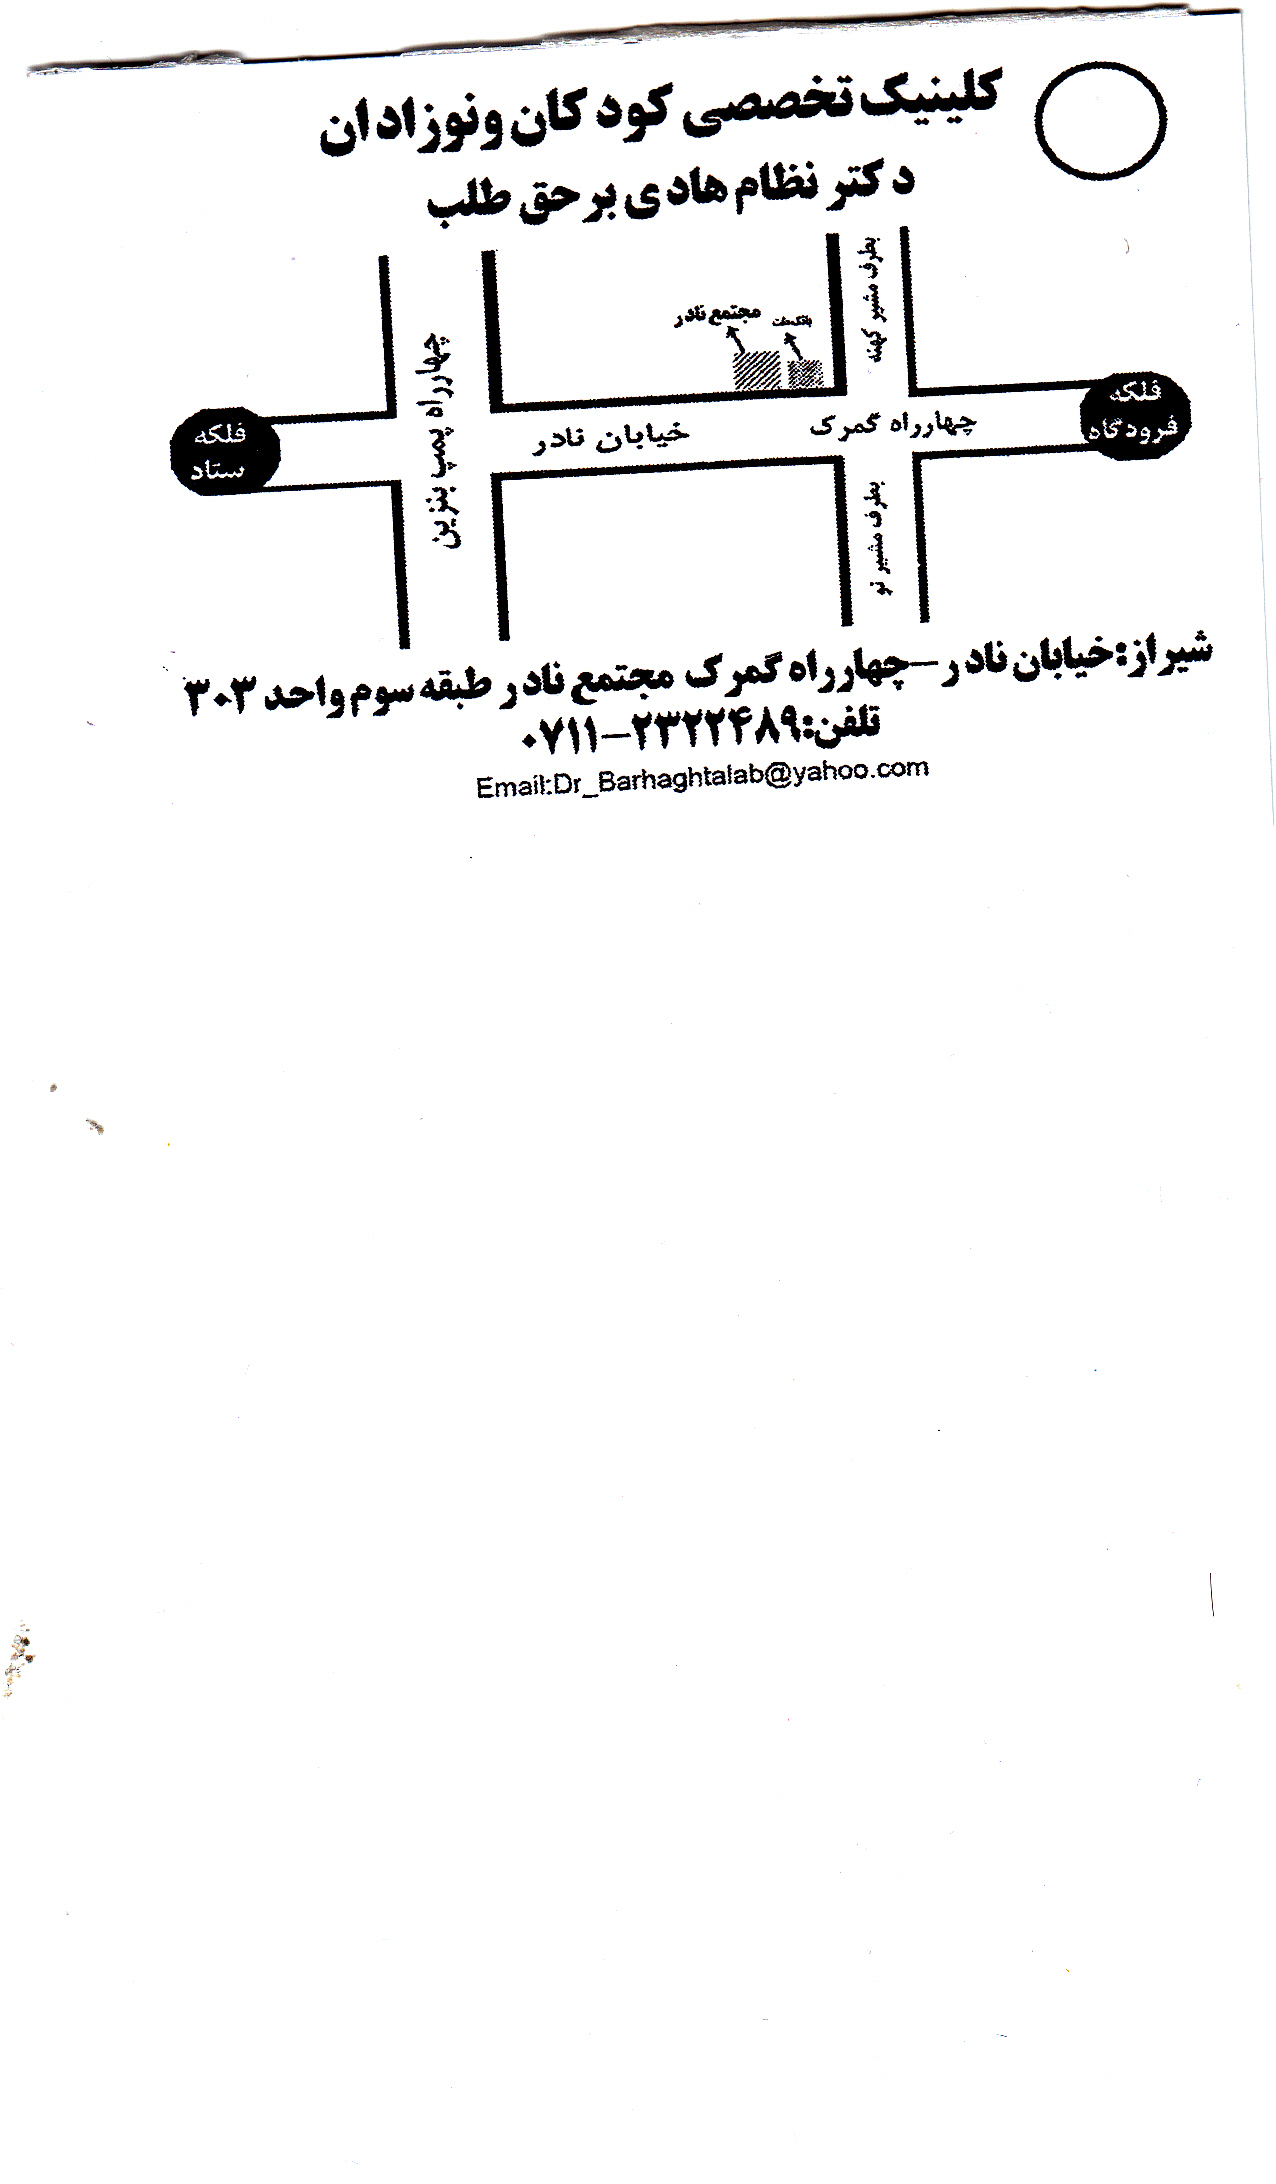 کلینیک تخصصی کودکان و نوزادان
دکتر نظام هادی برحق طلب
بطرف مشیر کهنه
مجتمع نادر
بانک ملت
چهارراه پمپ بنزین
فلکه
فرودگاه
چهارراه گمرک
خیابان نادر
فلکه
ستاد
بطرف مشیر نو
شیراز:خیابان نادر–چهارراه گمرک مجتمع نادر طبقه سوم واحد ۳۰۳
تلفن:۰۷۱۱–۲۳۲۲۴۸۹
Email:Dr_Barhaghtalab@yahoo.com